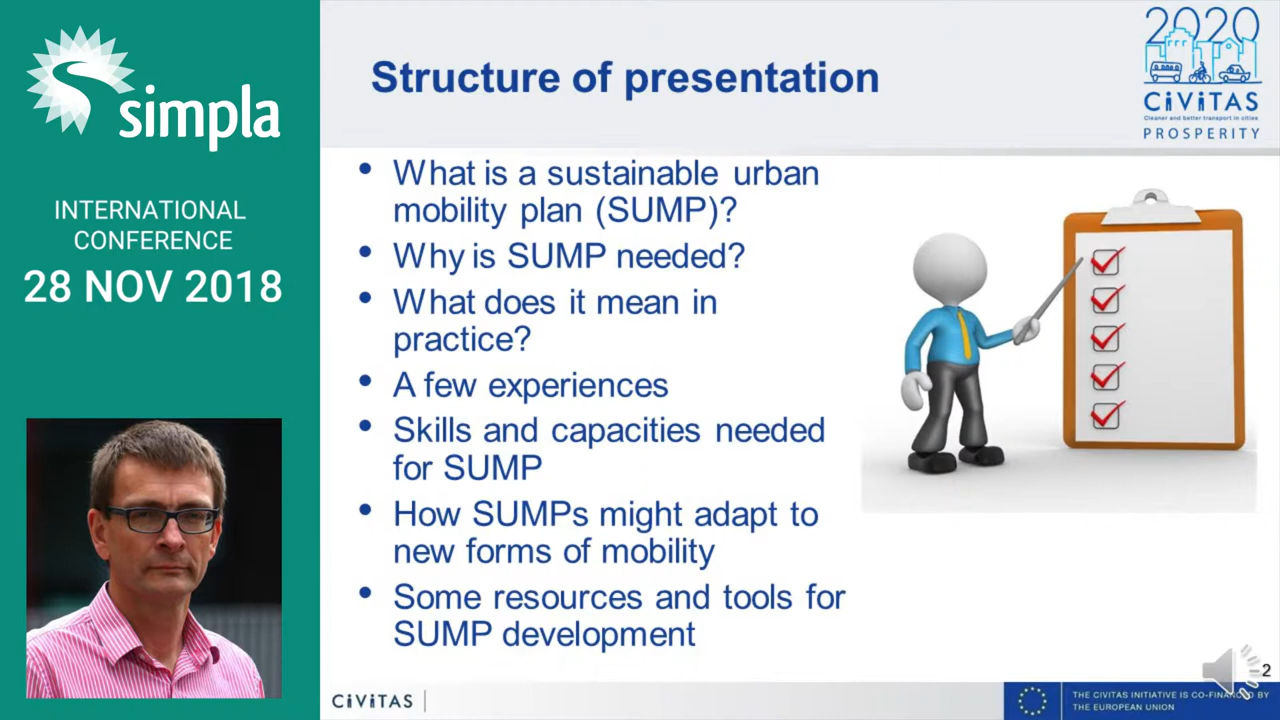 simpla
INTERNATIONAL
CONFERENCE
28 NOV 2018
Structure of presentation
2020
CiViTAS
Cleaner and better transport in cities
PROSPERITY
• What is a sustainable urban
mobility plan (SUMP)?
• Why is SUMP needed?
• What does it mean in
practice?
• A few experiences
• Skills and capacities needed
for SUMP
• How SUMPs might adapt to
new forms of mobility
• Some resources and tools for
SUMP development
CiViTAS
THE CIVITAS INITIATIVE IS CO-FINANCED BY
THE EUROPEAN UNION
2